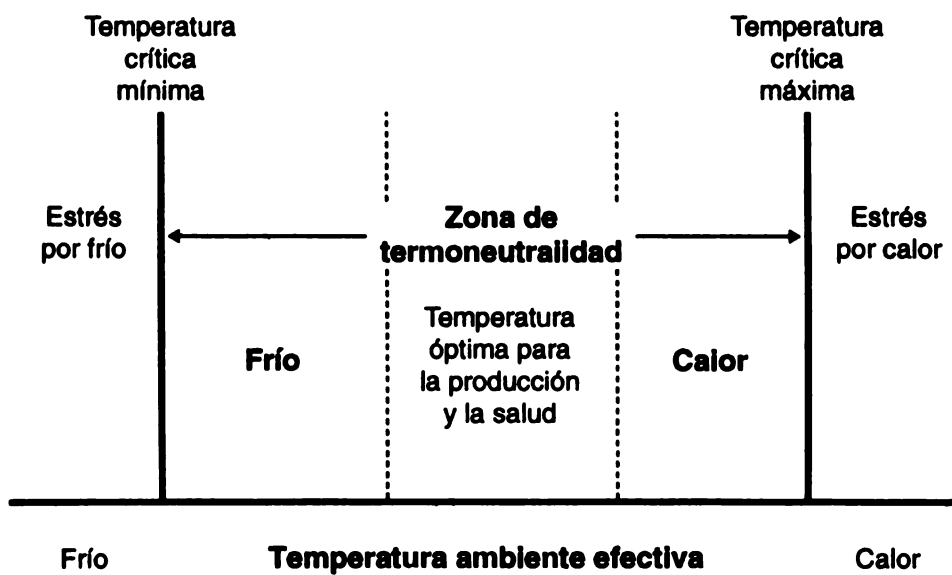 Temperatura
crítica
mínima
Temperatura
crítica
máxima
Estrés
por frío
Zona de
termoneutralidad
Estrés
por calor
Frío
Temperatura
óptima para
la producción
y la salud
Calor
Frío
Temperatura ambiente efectiva
Calor